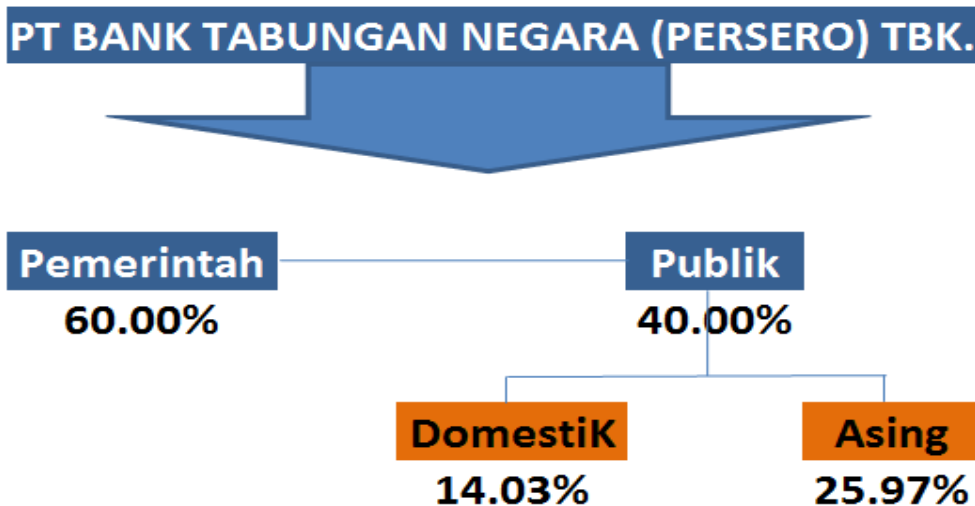 PT BANK TABUNGAN NEGARA (PERSERO) TBK.
Pemerintah
60.00%
Publik
40.00%
DomestiK
14.03%
Asing
25.97%